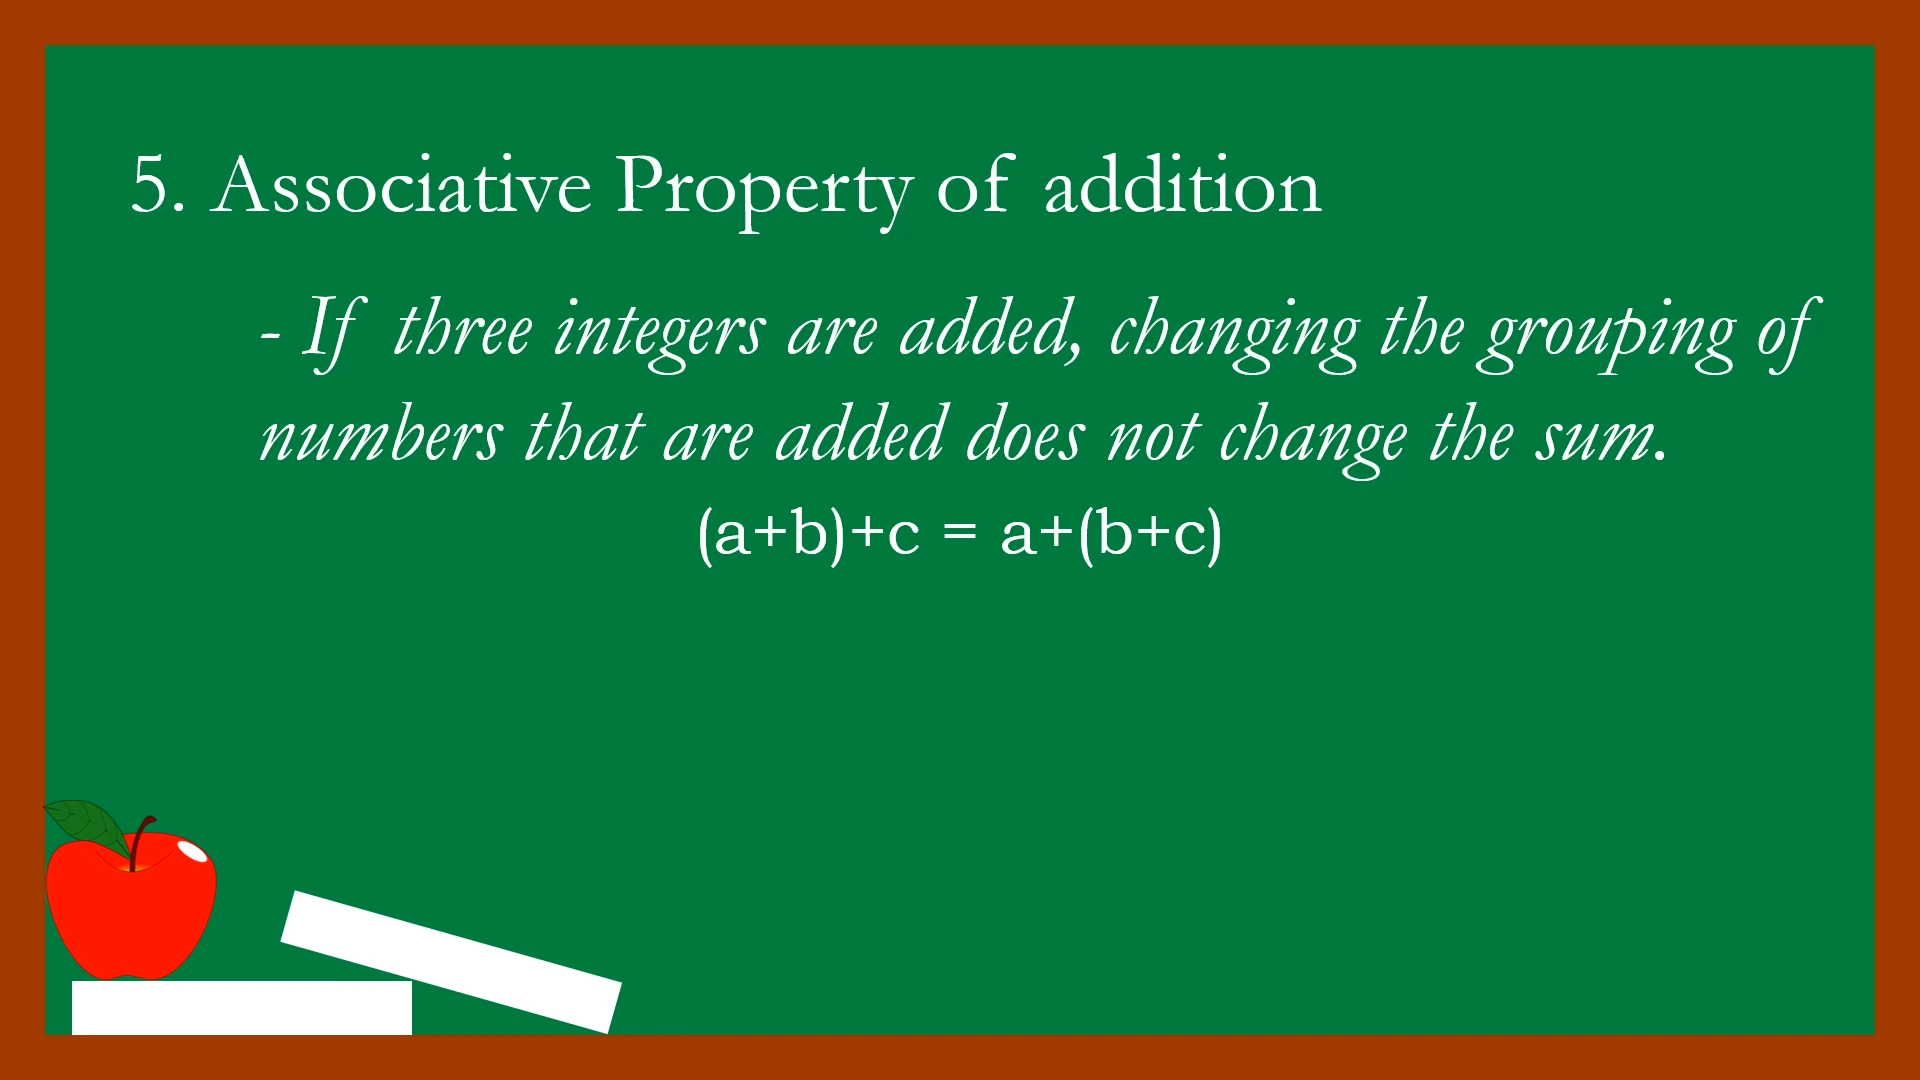 5. Associative Property of addition
- If three integers are added, changing the grouping of
numbers that are added does not change the sum.
(a+b)+c = a+(b+c)